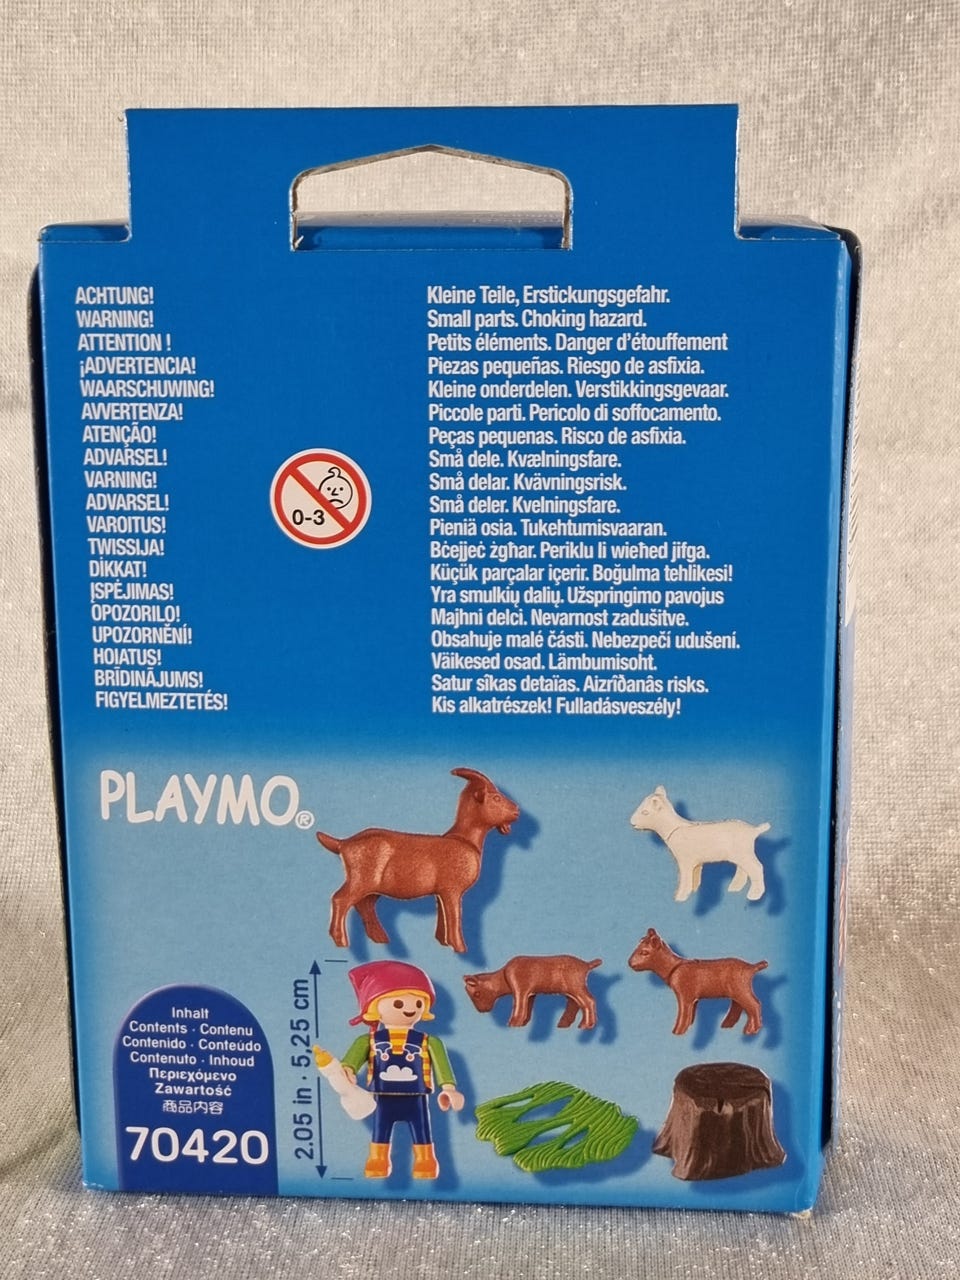 ACHTUNG! Kleine Teile, Erstickungsgefahr.
WARNING! Small parts. Choking hazard.
ATTENTION ! Petits éléments. Danger d'étouffement
¡ADVERTENCIA! Piezas pequeñas. Riesgo de asfixia.
WAARSCHUWING! Kleine onderdelen. Verstikkingsgevaar.
AVVERTENZA! Piccole parti. Pericolo di soffocamento.
ATENÇÃO! Peças pequenas. Risco de asfixia.
ADVARSEL! Små dele. Kvælningsfare.
VARNING! Små delar. Kvävningsrisk.
ADVARSEL! Små deler. Kvelningsfare.
VAROITUS! Pieniä osia. Tukehtumisvaaran.
TWISSIJA! Bċejjeċ żgħar. Periklu li wieħed jifga.
DİKKAT! Küçük parçalar içerir. Boğulma tehlikesi!
ĮSPĖJIMAS! Yra smulkių dalių. Užspringimo pavojus
OPOZORILO! Majhni delci. Nevarnost zadušitve.
UPOZORNĚNÍ! Obsahuje malé části. Nebezpečí udušení.
HOIATUS! Väikesed osad. Lämbumisoht.
BRĪDINĀJUMS! Satur sîkas detaïas. Aizrîðanâs risks.
FIGYELMEZTETÉS! Kis alkatrészek! Fulladásveszély!
0-3
PLAYMO®
2.05 in · 5,25 cm
Inhalt
Contents · Contenu
Contenido · Conteúdo
Contenuto · Inhoud
Περιεχόμενο
Zawartość
商品内容
70420